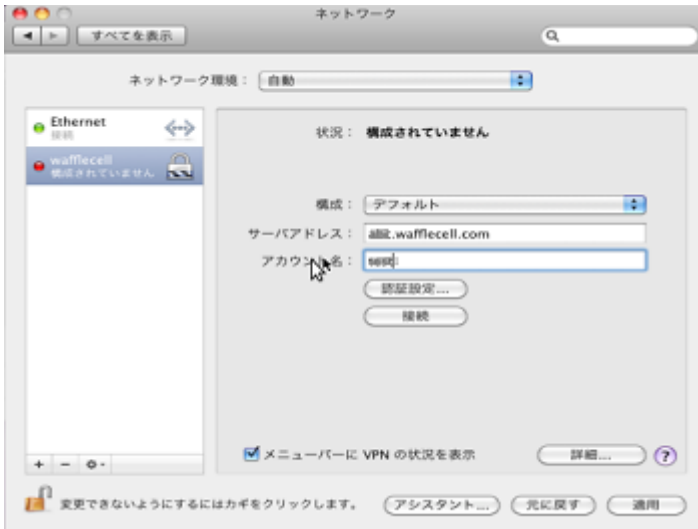 ネットワーク
すべてを表示
ネットワーク環境： 自動
Ethernet
接続
wafflecell
構成されていません
状況： 構成されていません
構成： デフォルト
サーバアドレス： .wafflecell.com
アカウント名：
認証設定...
接続
メニューバーに VPN の状況を表示
詳細... ?
変更できないようにするにはカギをクリックします。
アシスタント... 元に戻す 適用